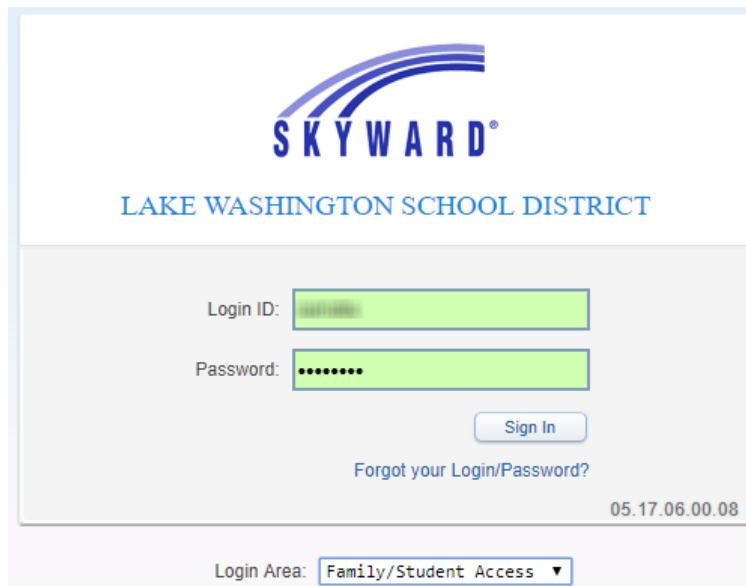 SKYWARD®
LAKE WASHINGTON SCHOOL DISTRICT
Login ID:
Password: ••••••••
Sign In
Forgot your Login/Password?
05.17.06.00.08
Login Area: Family/Student Access ▼